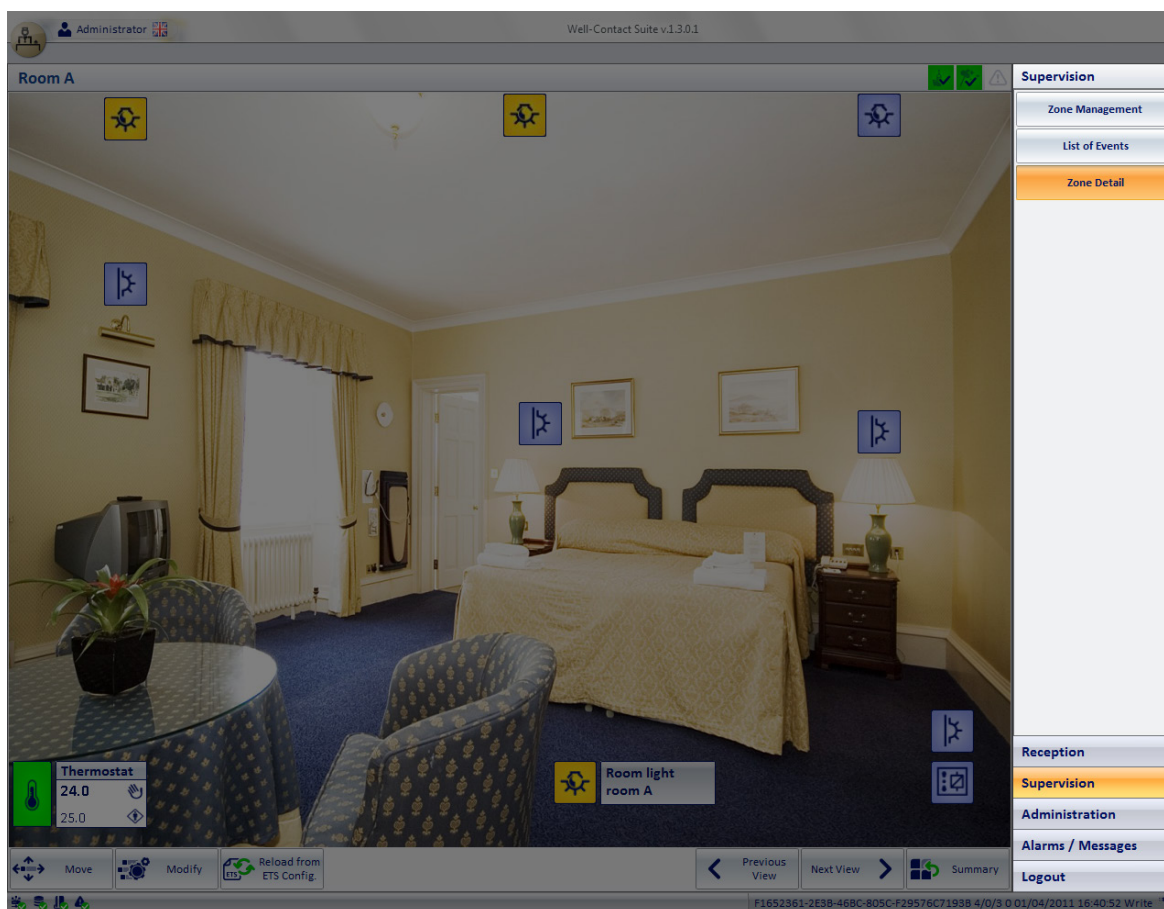 Administrator
Well-Contact Suite v.1.3.0.1
Room A
Supervision
Zone Management
List of Events
Zone Detail
Thermostat
24.0
25.0
Room light
room A
Reception
Supervision
Administration
Alarms / Messages
Logout
Move
Modify
Reload from
ETS Config.
ETS
Previous
View
Next View
Summary
F1652361-2E3B-46BC-805C-F29576C7193B 4/0/3 0 01/04/2011 16:40:52 Write